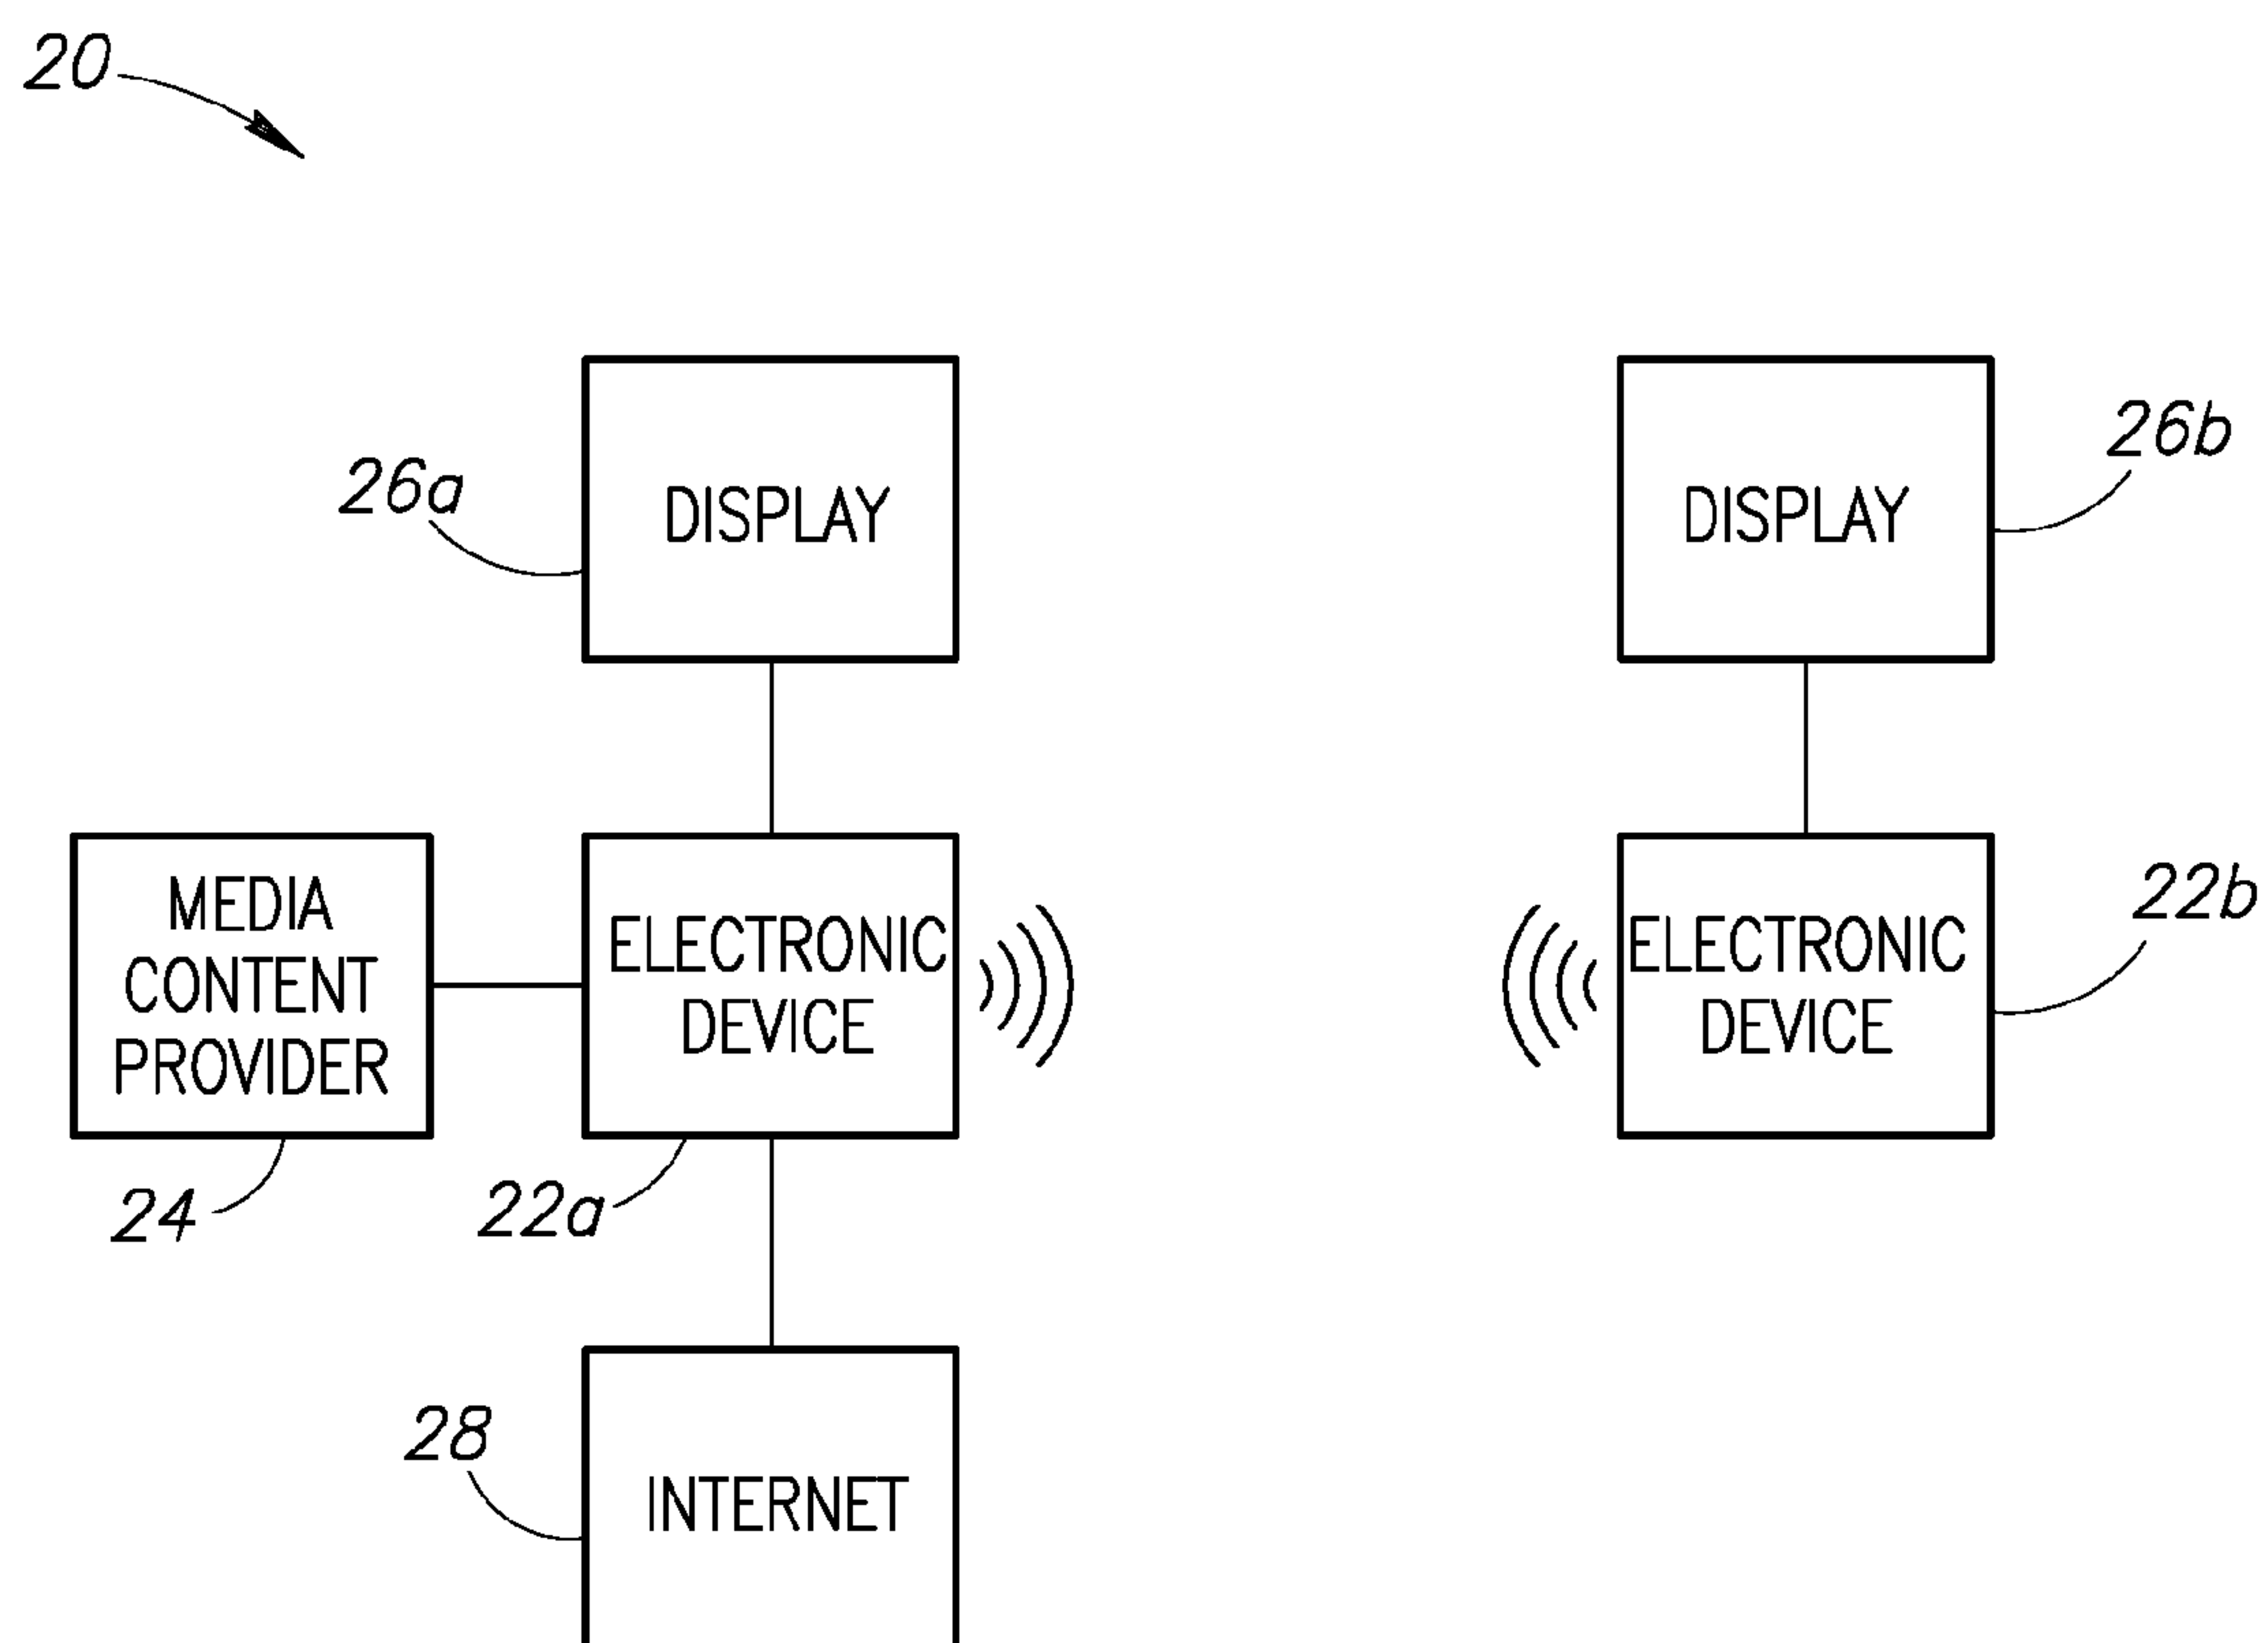 20
DISPLAY
26a
DISPLAY
26b
MEDIA
CONTENT
PROVIDER
24
ELECTRONIC
DEVICE
22a
ELECTRONIC
DEVICE
22b
28
INTERNET